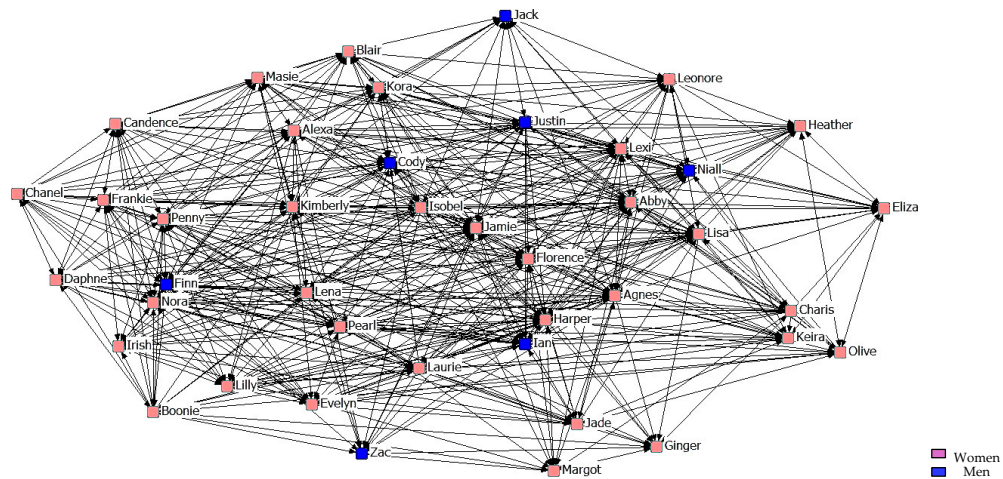 Jack
Blair
Masie
Leonore
Kora
Candence
Alexa
Justin
Heather
Cody
Lexi
Niall
Chanel
Frankie
Kimberly
Isobel
Abby
Eliza
Penny
Jamie
Lisa
Florence
Daphne
Finn
Nora
Lena
Agnes
Charis
Irish
Pearl
Harper
Ian
Keira
Olive
Laurie
Lilly
Boonie
Evelyn
Jade
Zac
Ginger
Margot
Women
Men